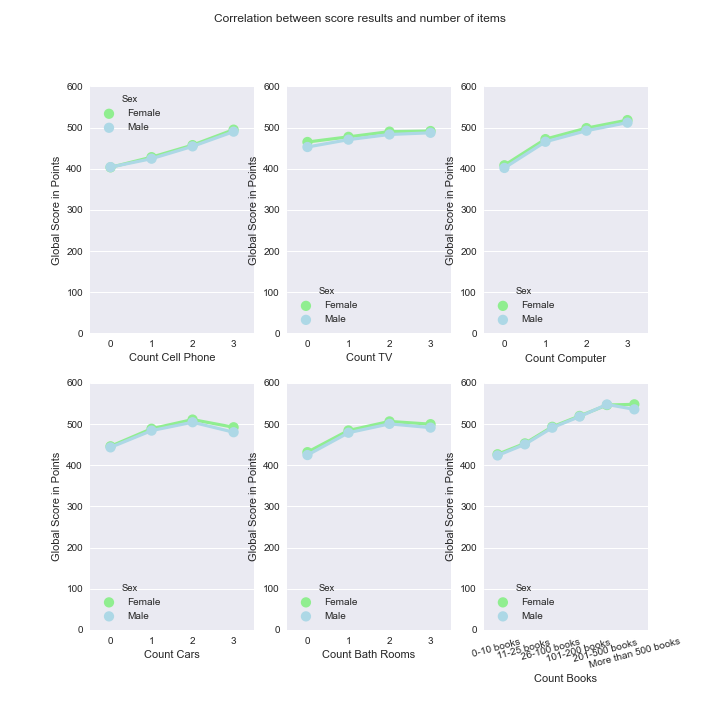 Correlation between score results and number of items
600
500
400
300
200
100
0
Global Score in Points
Sex
Female
Male
0 1 2 3
Count Cell Phone
600
500
400
300
200
100
0
Global Score in Points
Sex
Female
Male
0 1 2 3
Count TV
600
500
400
300
200
100
0
Global Score in Points
Sex
Female
Male
0 1 2 3
Count Computer
600
500
400
300
200
100
0
Global Score in Points
Sex
Female
Male
0 1 2 3
Count Cars
600
500
400
300
200
100
0
Global Score in Points
Sex
Female
Male
0 1 2 3
Count Bath Rooms
600
500
400
300
200
100
0
Global Score in Points
Sex
Female
Male
0-10 books
11-25 books
26-100 books
101-200 books
201-500 books
More than 500 books
Count Books